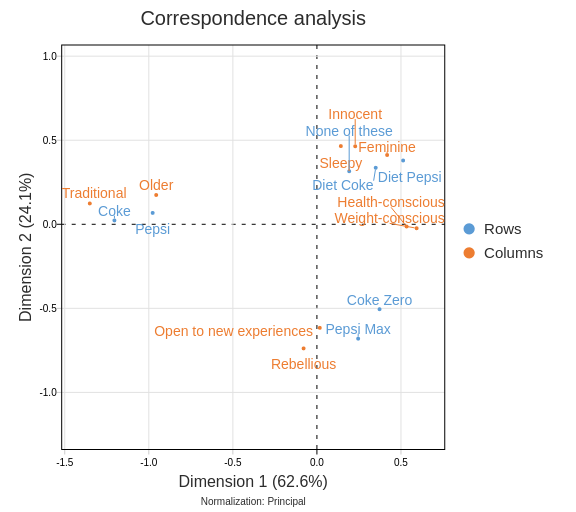 Correspondence analysis
1.0
Innocent
0.5
None of these
Feminine
Sleepy
Diet Pepsi
Diet Coke
Older
Traditional
Health-conscious
Coke
Weight-conscious
0.0
Pepsi
Rows
Columns
Dimension 2 (24.1%)
Coke Zero
-0.5
Open to new experiences
Pepsi Max
Rebellious
-1.0
-1.5 -1.0 -0.5 0.0 0.5
Dimension 1 (62.6%)
Normalization: Principal